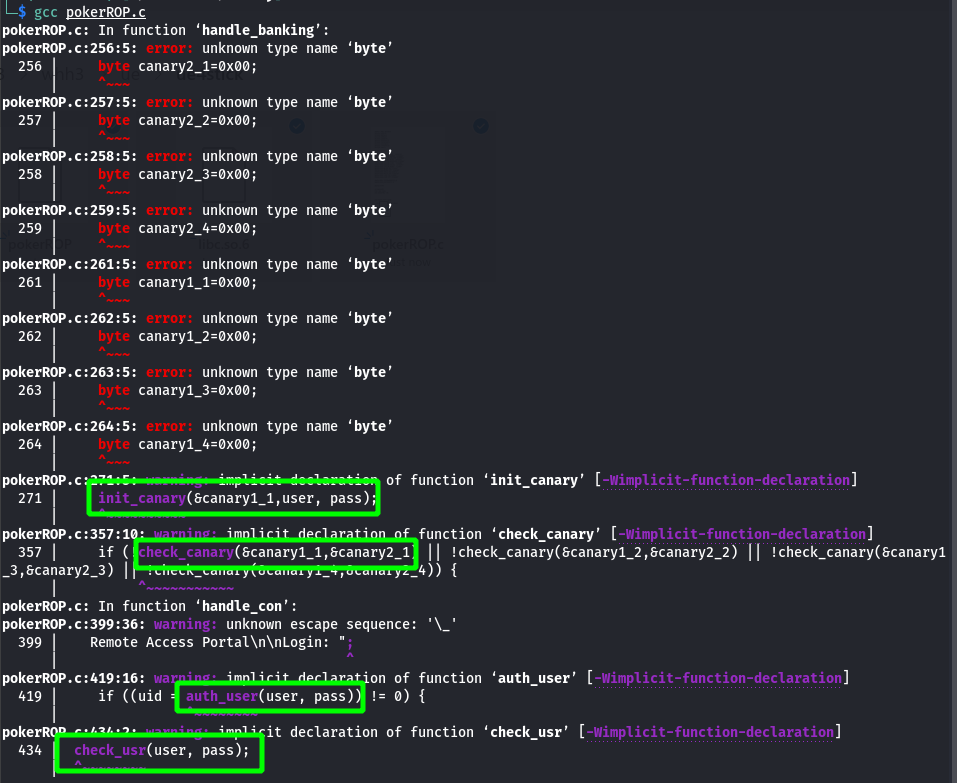 $ gcc pokerROP.c
pokerROP.c: In function ‘handle_banking’:
pokerROP.c:256:5: error: unknown type name ‘byte’
256 | byte canary2_1=0x00;
| ^~~~
pokerROP.c:257:5: error: unknown type name ‘byte’
257 | byte canary2_2=0x00;
| ^~~~
pokerROP.c:258:5: error: unknown type name ‘byte’
258 | byte canary2_3=0x00;
| ^~~~
pokerROP.c:259:5: error: unknown type name ‘byte’
259 | byte canary2_4=0x00;
| ^~~~
pokerROP.c:261:5: error: unknown type name ‘byte’
261 | byte canary1_1=0x00;
| ^~~~
pokerROP.c:262:5: error: unknown type name ‘byte’
262 | byte canary1_2=0x00;
| ^~~~
pokerROP.c:263:5: error: unknown type name ‘byte’
263 | byte canary1_3=0x00;
| ^~~~
pokerROP.c:264:5: error: unknown type name ‘byte’
264 | byte canary1_4=0x00;
| ^~~~
pokerROP.c:271:5: warning: implicit declaration of function ‘init_canary’ [-Wimplicit-function-declaration]
271 | init_canary(&canary1_1,user, pass);
| ^~~~~~~~~~~
pokerROP.c:357:10: warning: implicit declaration of function ‘check_canary’ [-Wimplicit-function-declaration]
357 | if (!check_canary(&canary1_1,&canary2_1) || !check_canary(&canary1_2,&canary2_2) || !check_canary(&canary1
_3,&canary2_3) || !check_canary(&canary1_4,&canary2_4)) {
| ^~~~~~~~~~~~
pokerROP.c: In function ‘handle_con’:
pokerROP.c:399:36: warning: unknown escape sequence: '\_'
399 | Remote Access Portal\n\nLogin: ";
| ^
pokerROP.c:419:16: warning: implicit declaration of function ‘auth_user’ [-Wimplicit-function-declaration]
419 | if ((uid = auth_user(user, pass)) != 0) {
| ^~~~~~~~~
pokerROP.c:434:2: warning: implicit declaration of function ‘check_usr’ [-Wimplicit-function-declaration]
434 | check_usr(user, pass);
| ^~~~~~~~~